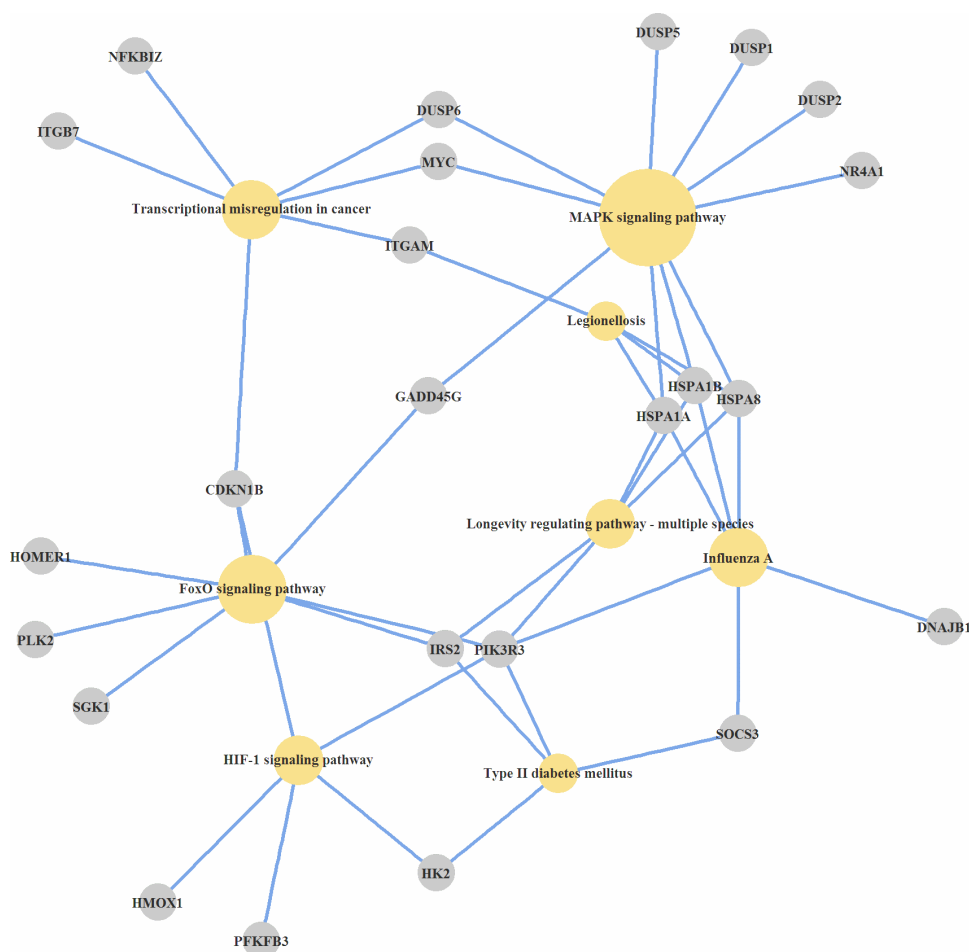 DUSP5
DUSP1
NFKBIZ
DUSP2
DUSP6
ITGB7
MYC
NR4A1
Transcriptional misregulation in cancer
MAPK signaling pathway
ITGAM
Legionellosis
HSPA1B
GADD45G
HSPA8
HSPA1A
CDKN1B
Longevity regulating pathway - multiple species
HOMER1
Influenza A
FoxO signaling pathway
DNAJB1
PLK2
IRS2
PIK3R3
SGK1
SOCS3
HIF-1 signaling pathway
Type II diabetes mellitus
HK2
HMOX1
PFKFB3